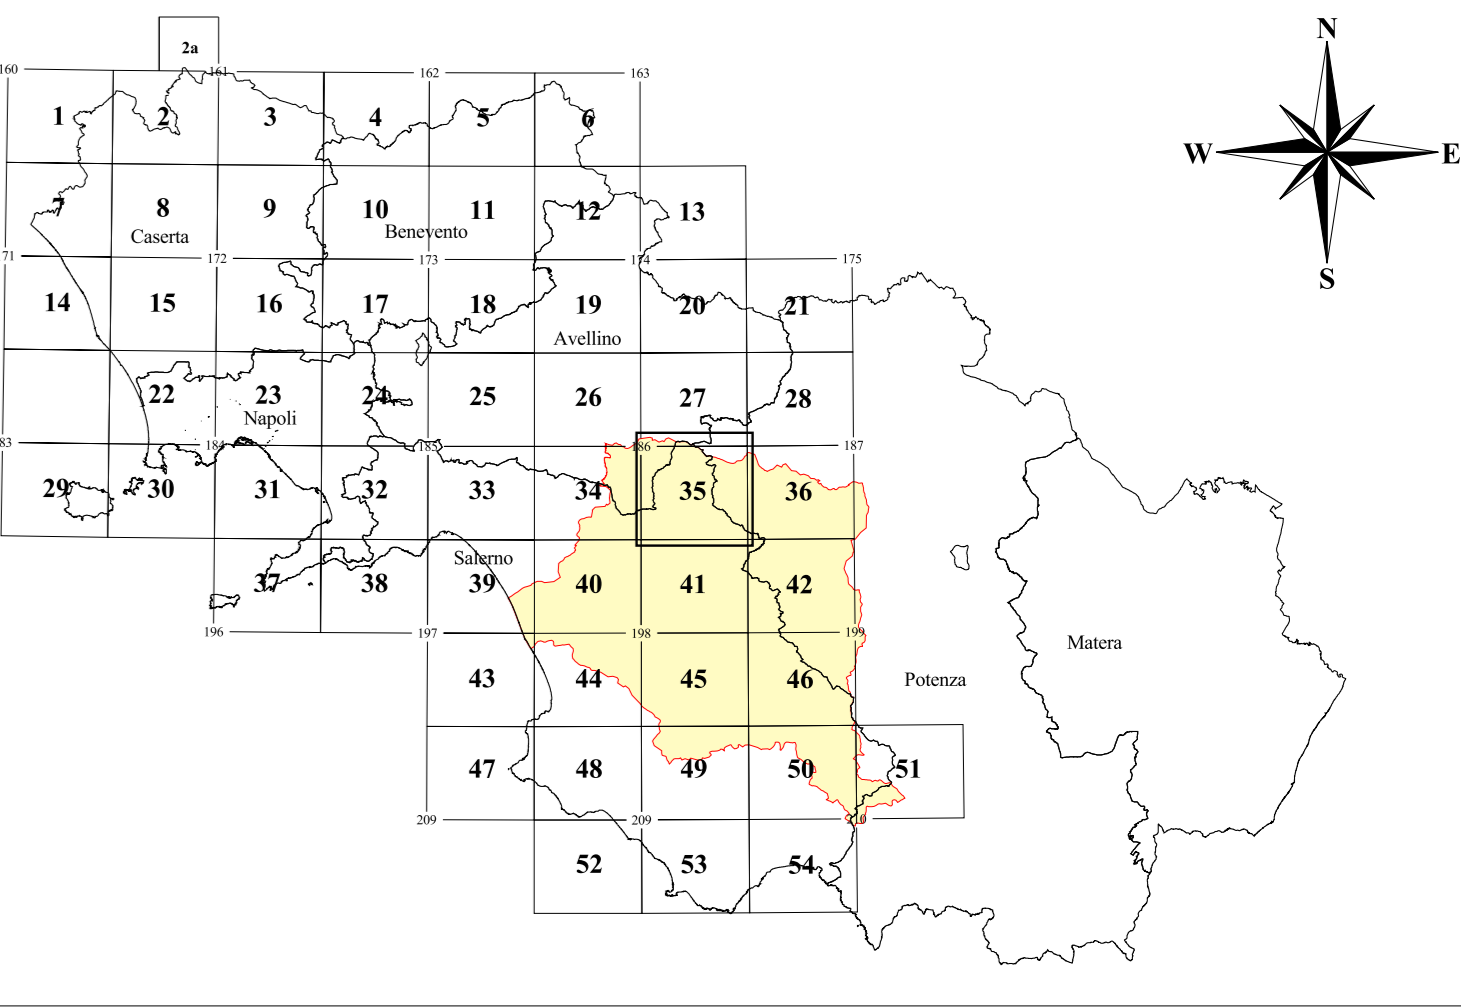 N
W E
S
2a
160 161 162 163
1 2 3 4 5 6
7 8 9 10 11 12 13
Caserta Benevento
71 172 173 174 175
14 15 16 17 18 19 20 21
Avellino
22 23 24 25 26 27 28
Napoli
83 184 185 186 187
29 30 31 32 33 34 35 36
Salerno
37 38 39 40 41 42
196 197 198 199
Matera
43 44 45 46
Potenza
47 48 49 50 51
209 209
52 53 54